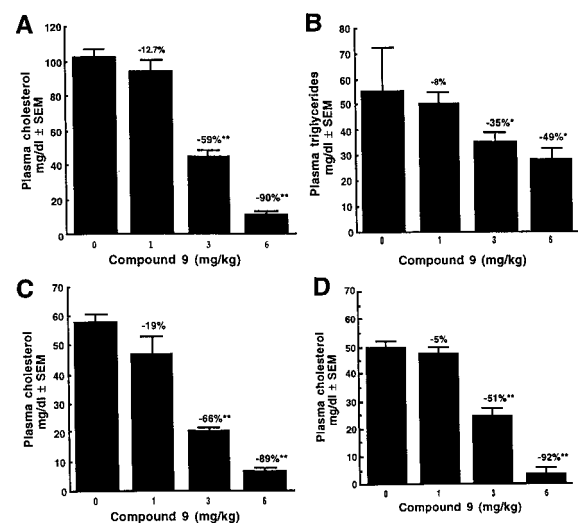 A
Plasma cholesterol
mg/dl ± SEM
120
100
80
60
40
20
0
-12.7%
-59%**
-90%**
0 1 3 6
Compound 9 (mg/kg)
B
Plasma triglycerides
mg/dl ± SEM
80
70
60
50
40
30
20
10
0
-8%
-35%*
-49%*
0 1 3 6
Compound 9 (mg/kg)
C
Plasma cholesterol
mg/dl ± SEM
70
60
50
40
30
20
10
0
-19%
-66%**
-89%**
0 1 3 6
Compound 9 (mg/kg)
D
Plasma cholesterol
mg/dl ± SEM
70
60
50
40
30
20
10
0
-5%
-51%**
-92%**
0 1 3 6
Compound 9 (mg/kg)